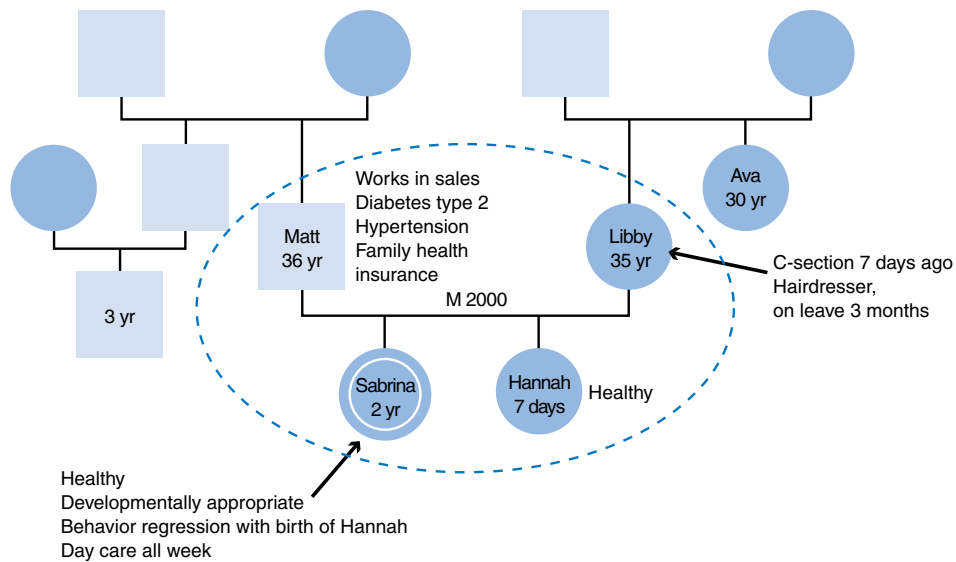 Ava
30 yr
Works in sales
Diabetes type 2
Hypertension
Family health
insurance
Matt
36 yr
Libby
35 yr
C-section 7 days ago
Hairdresser,
on leave 3 months
M 2000
3 yr
Sabrina
2 yr
Hannah
7 days
Healthy
Healthy
Developmentally appropriate
Behavior regression with birth of Hannah
Day care all week